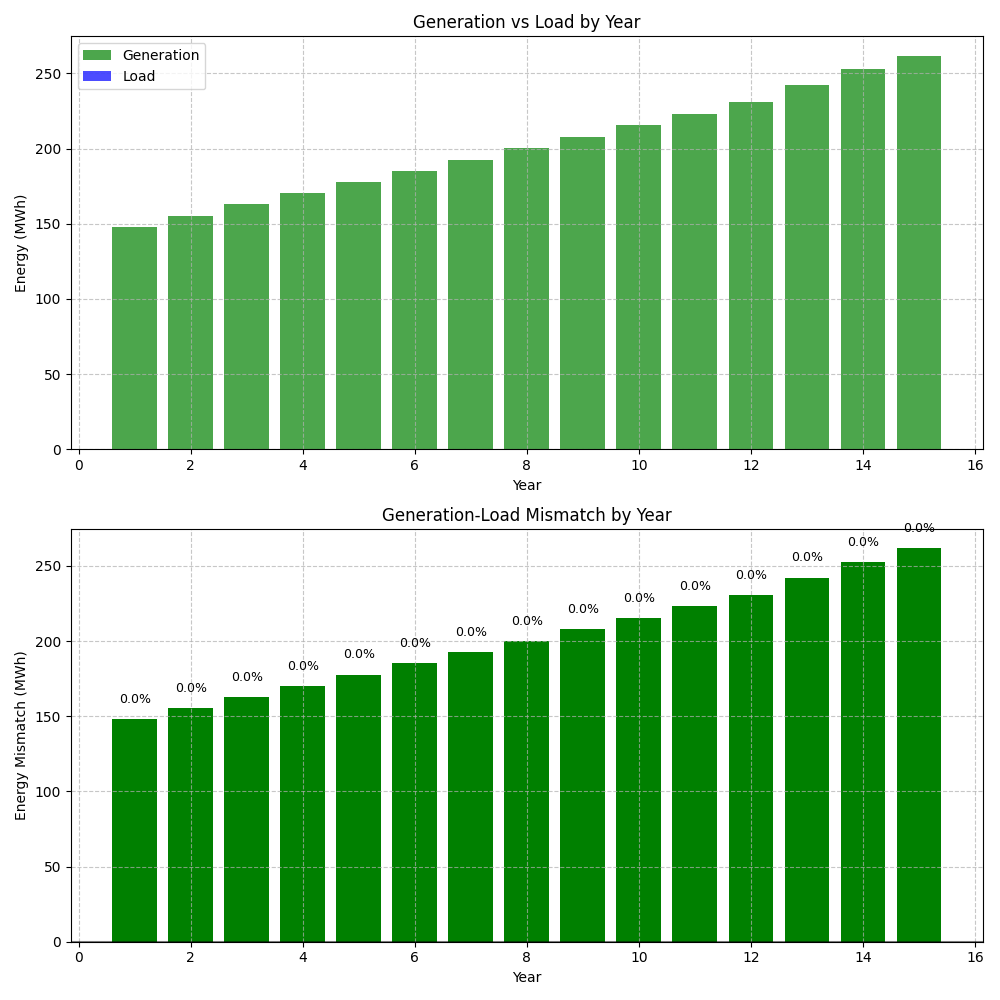 Generation vs Load by Year
Generation
Load
Energy (MWh)
250
200
150
100
50
0
0 2 4 6 8 10 12 14 16
Year
Generation-Load Mismatch by Year
Energy Mismatch (MWh)
0.0% 0.0% 0.0% 0.0% 0.0% 0.0% 0.0% 0.0% 0.0% 0.0% 0.0% 0.0% 0.0% 0.0% 0.0%
250
200
150
100
50
0
0 2 4 6 8 10 12 14 16
Year